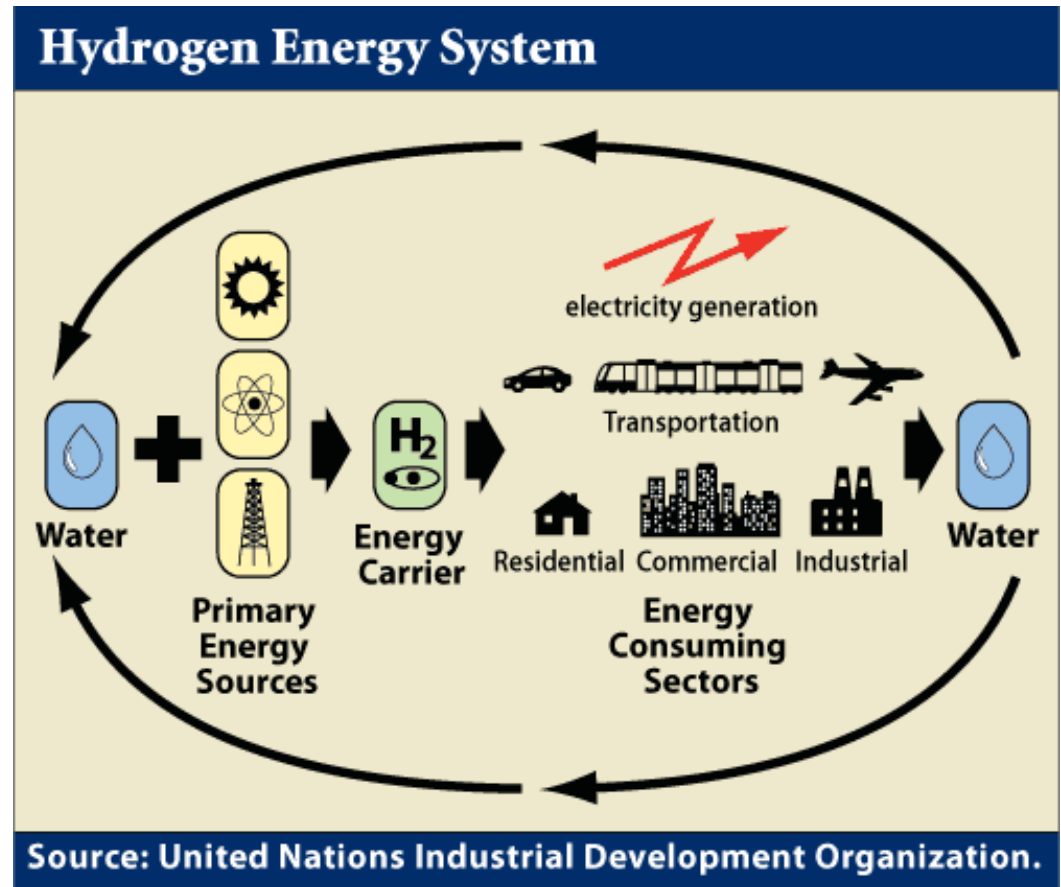 Hydrogen Energy System
electricity generation
Transportation
Residential
Commercial
Industrial
Water
H2
Energy
Carrier
Primary
Energy
Sources
Energy
Consuming
Sectors
Water
Source: United Nations Industrial Development Organization.